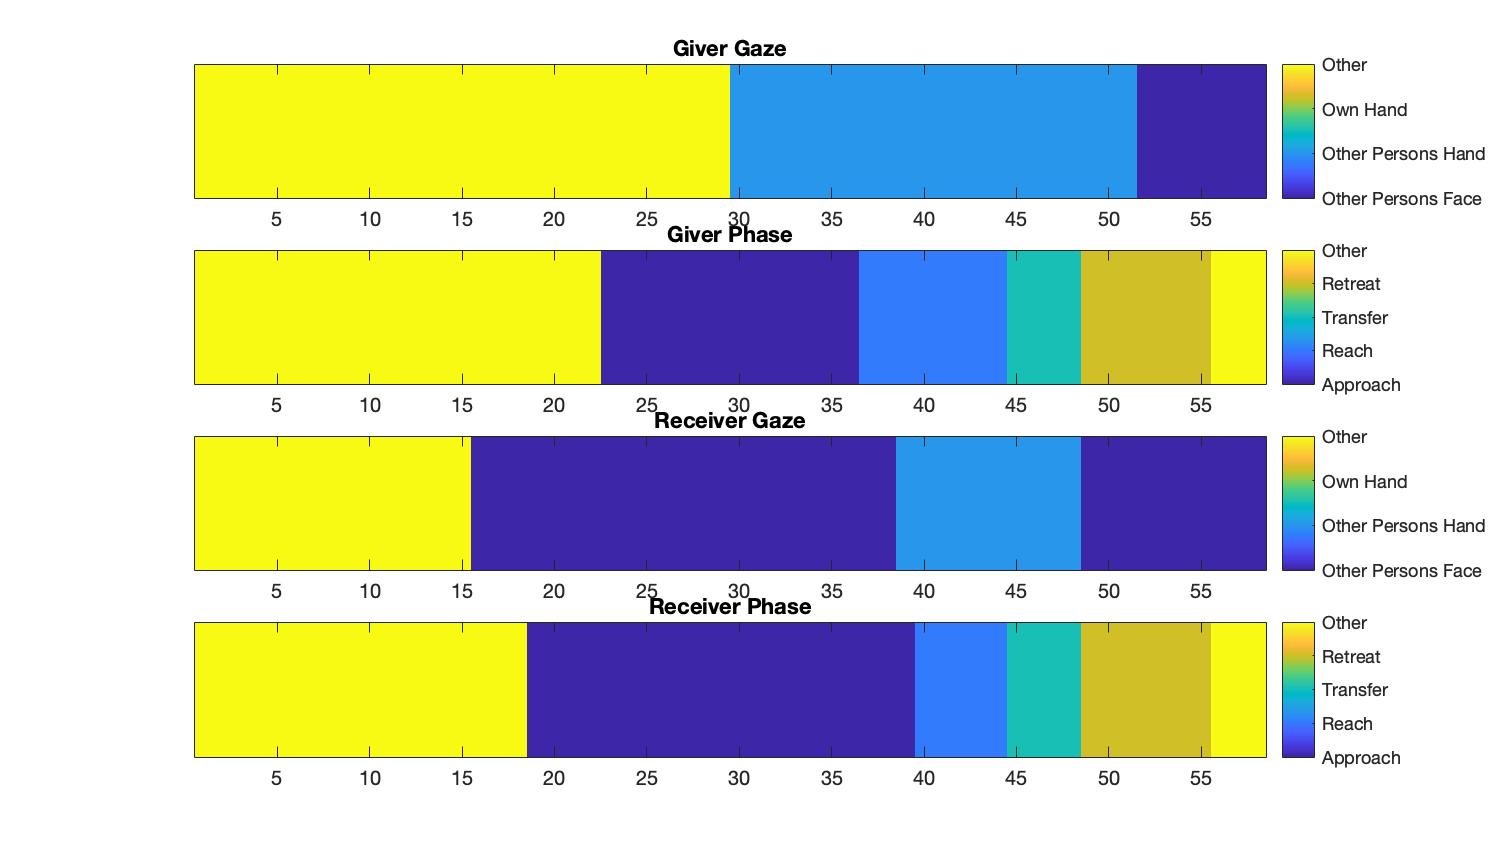 Giver Gaze
Other
Own Hand
Other Persons Hand
Other Persons Face
5 10 15 20 25 30 35 40 45 50 55
Giver Phase
Other
Retreat
Transfer
Reach
Approach
5 10 15 20 25 30 35 40 45 50 55
Receiver Gaze
Other
Own Hand
Other Persons Hand
Other Persons Face
5 10 15 20 25 30 35 40 45 50 55
Receiver Phase
Other
Retreat
Transfer
Reach
Approach
5 10 15 20 25 30 35 40 45 50 55